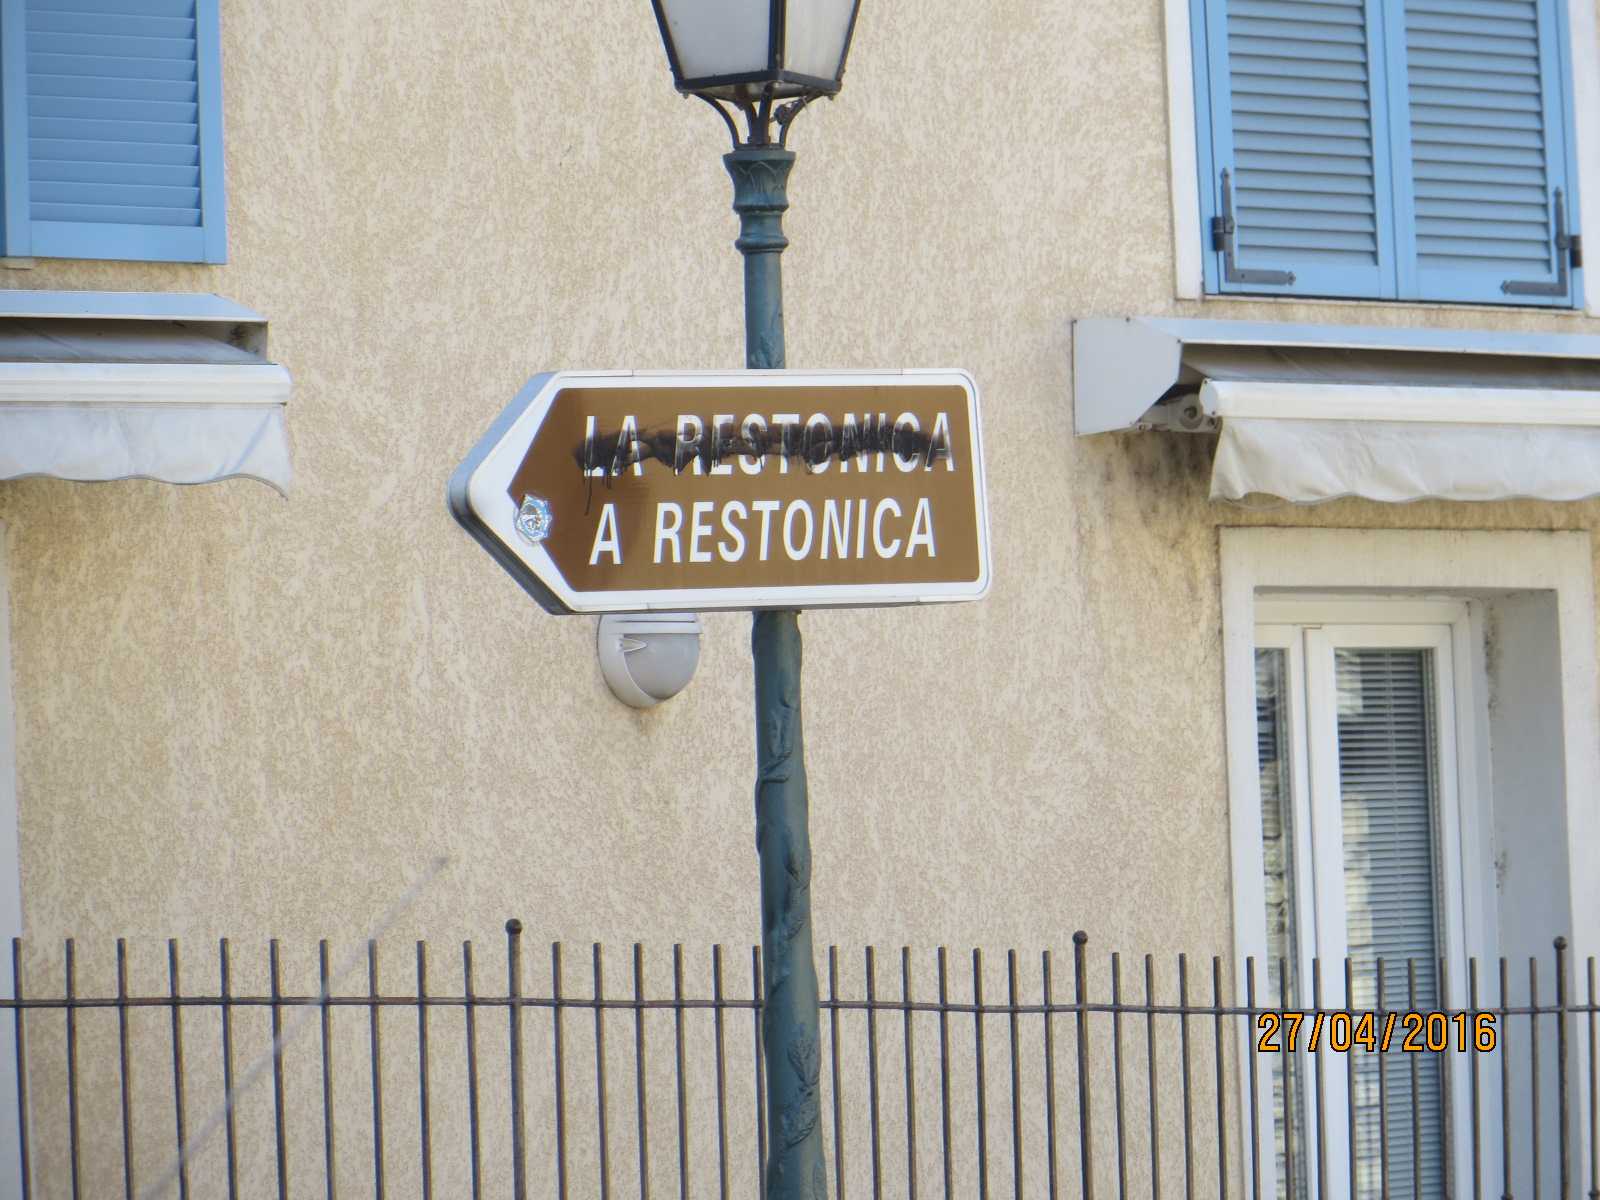 LA RESTONICA
A RESTONICA
27/04/2016